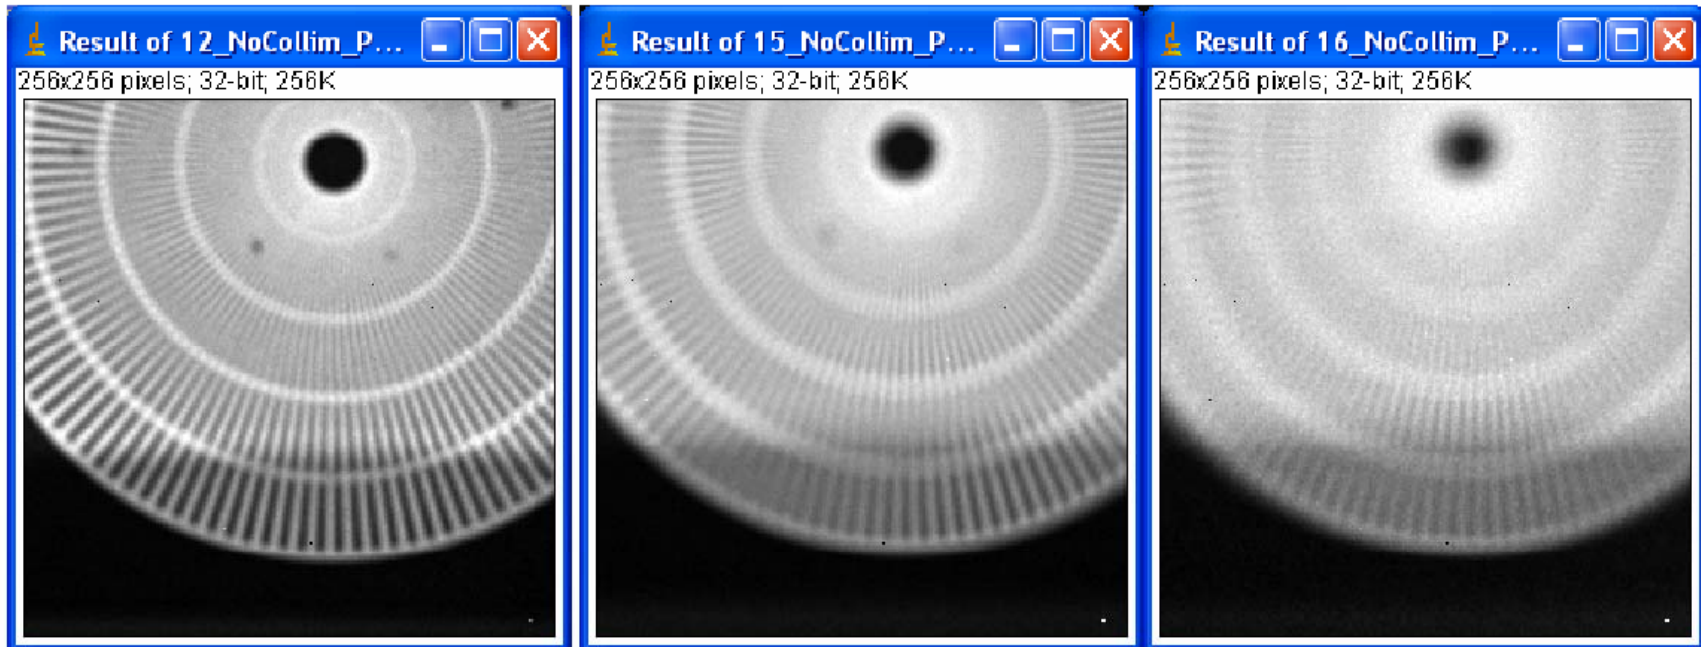 Result of 12_NoCollim_P...
256x256 pixels; 32-bit; 256K
Result of 15_NoCollim_P...
256x256 pixels; 32-bit; 256K
Result of 16_NoCollim_P...
256x256 pixels; 32-bit; 256K